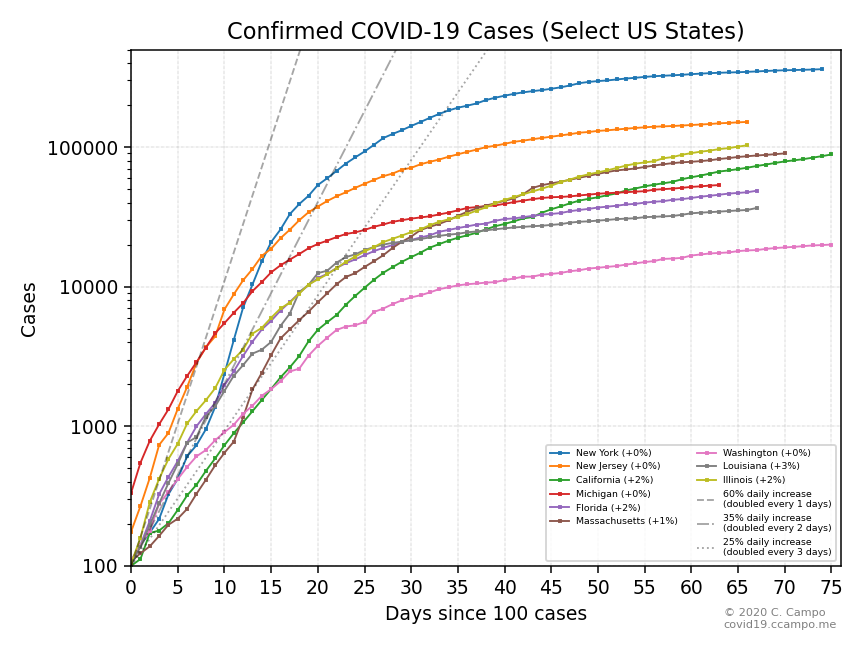 Confirmed COVID-19 Cases (Select US States)
Cases
100000
10000
1000
100
New York (+0%)
New Jersey (+0%)
California (+2%)
Michigan (+0%)
Florida (+2%)
Massachusetts (+1%)
Washington (+0%)
Louisiana (+3%)
Illinois (+2%)
60% daily increase
(doubled every 1 days)
35% daily increase
(doubled every 2 days)
25% daily increase
(doubled every 3 days)
0 5 10 15 20 25 30 35 40 45 50 55 60 65 70 75
Days since 100 cases
© 2020 C. Campo
covid19.ccampo.me